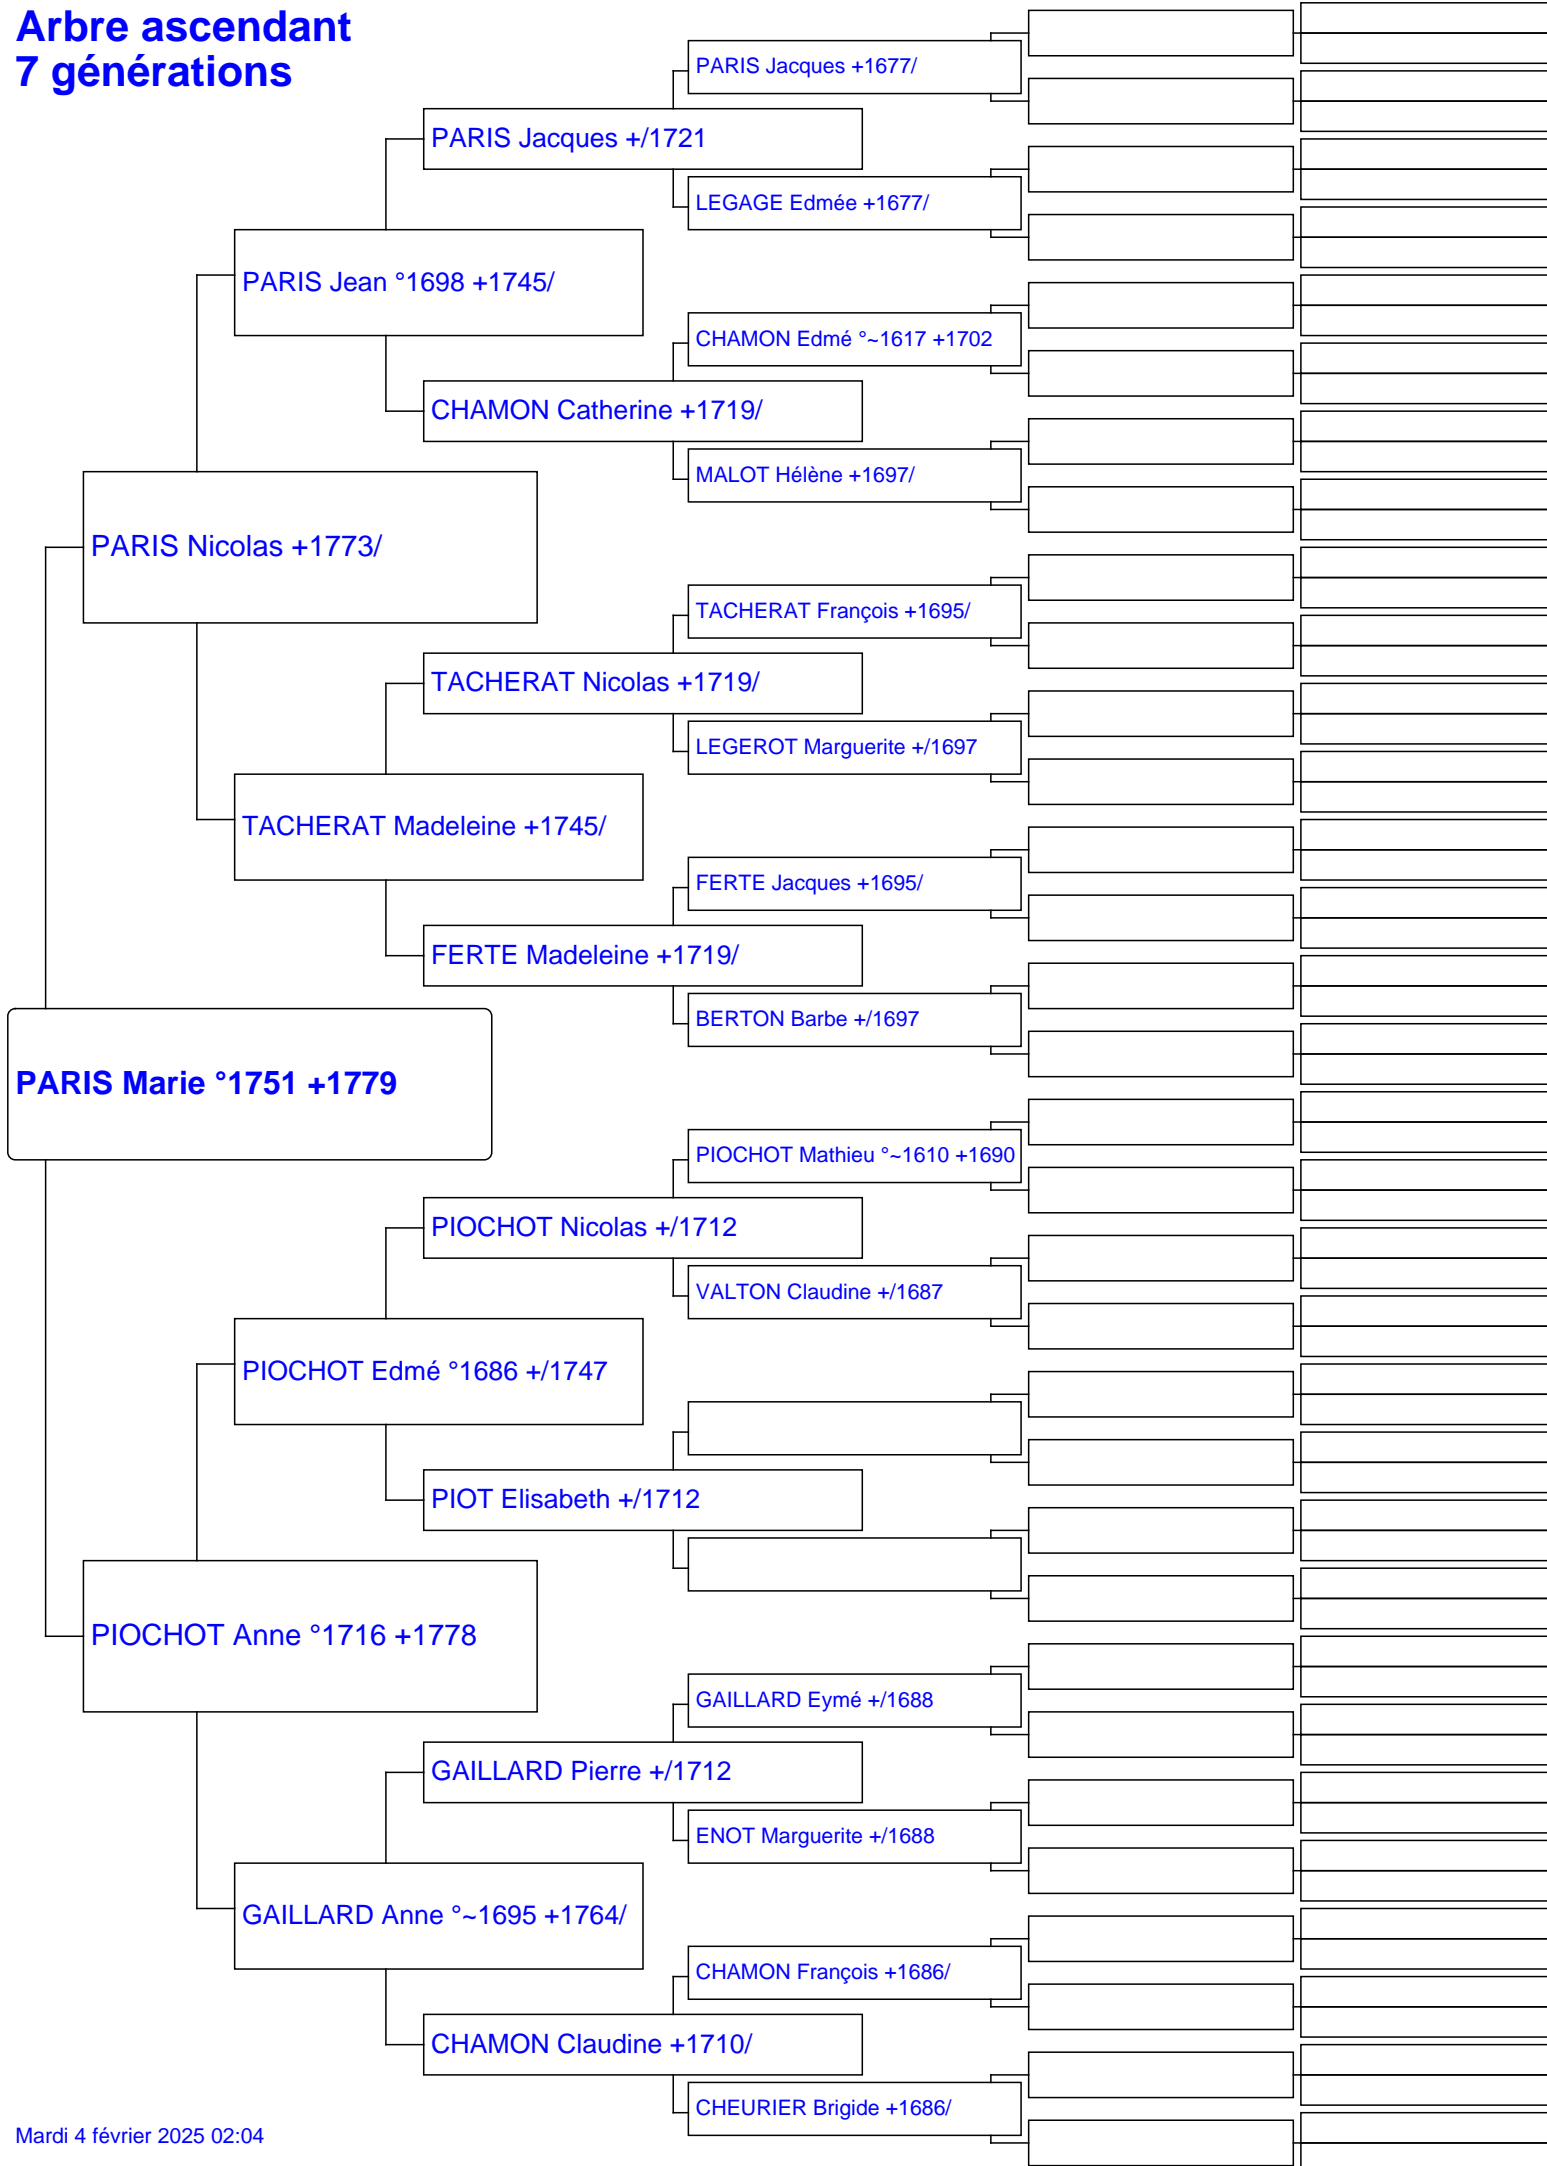 Arbre ascendant
7 générations
PARIS Jacques +1677/
PARIS Jacques +/1721
LEGAGE Edmée +1677/
PARIS Jean °1698 +1745/
CHAMON Edmé °~1617 +1702
CHAMON Catherine +1719/
MALOT Hélène +1697/
PARIS Nicolas +1773/
TACHERAT François +1695/
TACHERAT Nicolas +1719/
LEGEROT Marguerite +/1697
TACHERAT Madeleine +1745/
FERTE Jacques +1695/
FERTE Madeleine +1719/
BERTON Barbe +/1697
PARIS Marie °1751 +1779
PIOCHOT Mathieu °~1610 +1690
PIOCHOT Nicolas +/1712
VALTON Claudine +/1687
PIOCHOT Edmé °1686 +/1747
PIOT Elisabeth +/1712
PIOCHOT Anne °1716 +1778
GAILLARD Eymé +/1688
GAILLARD Pierre +/1712
ENOT Marguerite +/1688
GAILLARD Anne °~1695 +1764/
CHAMON François +1686/
CHAMON Claudine +1710/
CHEURIER Brigide +1686/
Mardi 4 février 2025 02:04